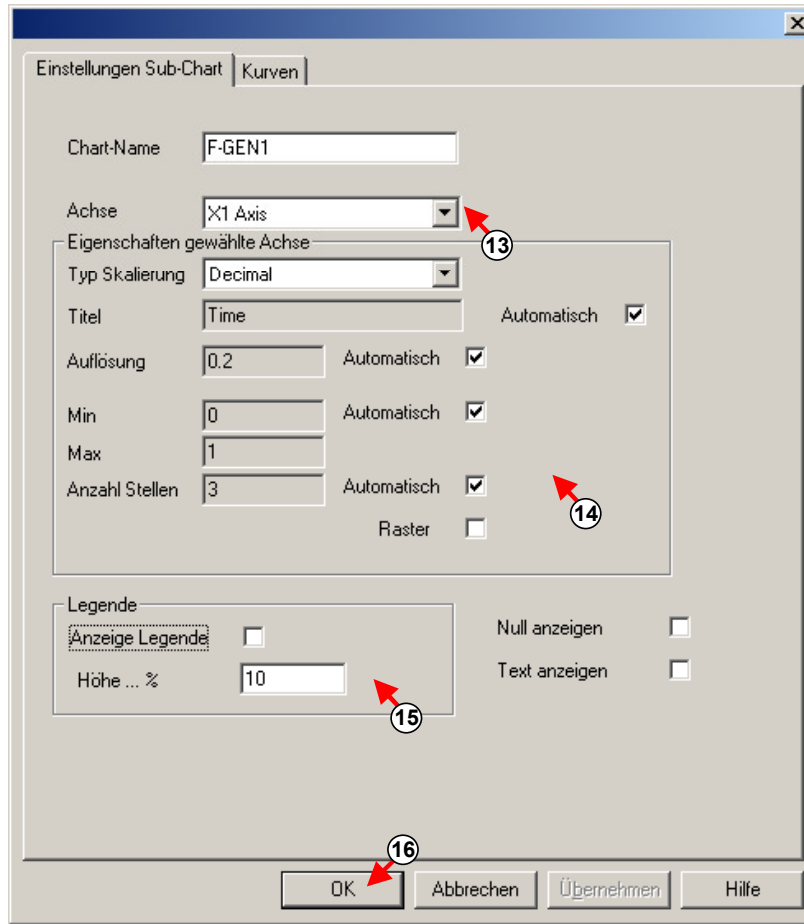 Einstellungen Sub-Chart Kurven
Chart-Name F-GEN1
Achse X1 Axis
13
Eigenschaften gewählte Achse
Typ Skalierung Decimal
Titel Time Automatisch
Auflösung 0.2 Automatisch
Min 0 Automatisch
Max 1
Anzahl Stellen 3 Automatisch
14
Raster
Legende
Anzeige Legende Null anzeigen
Höhe ... % 10 Text anzeigen
15
16
OK Abbrechen Übernehmen Hilfe